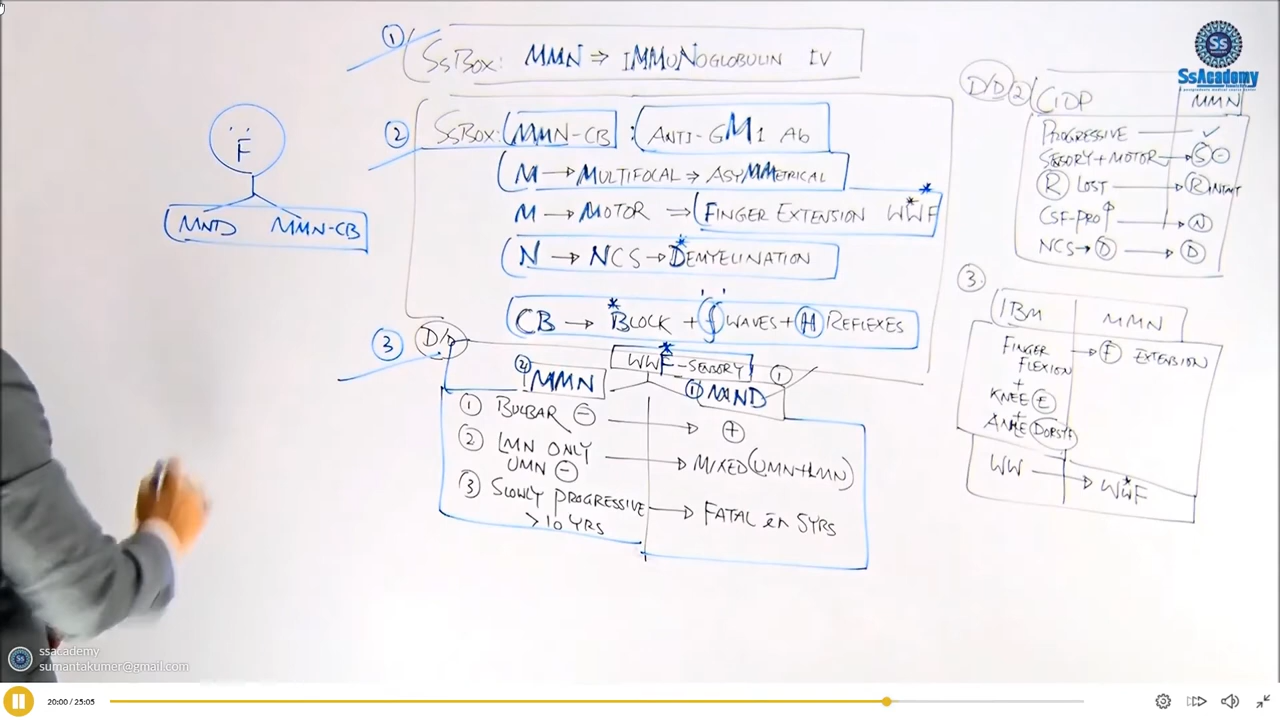 ① SSBOX: MMN ⇒ IMMUNOGLOBULIN IV
② SSBOX: MMN-CB : ANTI-GM1 Ab
M → MULTIFOCAL ⇒ ASYMMETRICAL
M → MOTOR ⇒ FINGER EXTENSION WWF*
N → NCS → DEMYELINATION
CB → BLOCK + f WAVES + H REFLEXES
F
MND MMN-CB
③ D/D
WWF - SENSORY
② MMN ① MND ①
① BULBAR ⊖ → ⊕
② LMN ONLY
UMN ⊖ → MIXED (UMN+LMN)
③ SLOWLY PROGRESSIVE
>10 YRS → FATAL in 5YRS
D/D ② CIDP MMN
PROGRESSIVE — ✓
SENSORY + MOTOR → S ⊖
R LOST → R INTACT
CSF-PRO ↑ → N
NCS → D → D
③ IBM MMN
FINGER
FLEXION → E EXTENSION
+
KNEE E
+
ANKLE DORSIF
WW → WWF*
Ss
SsAcademy
ssacademy
sumantakumer@gmail.com
20:00 / 25:05